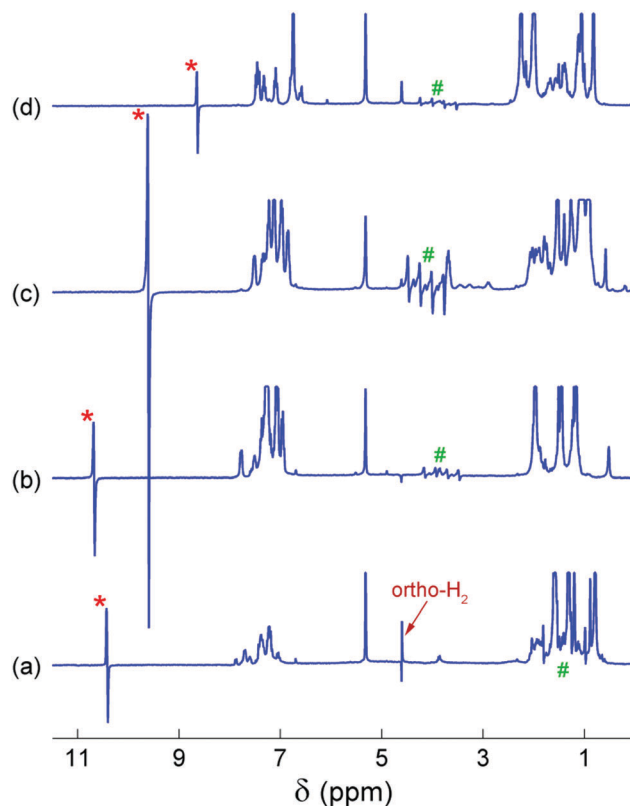 *
(d)
#
*
(c)
#
*
(b)
#
*
ortho-H₂
(a)
#
11 9 7 5 3 1
δ (ppm)